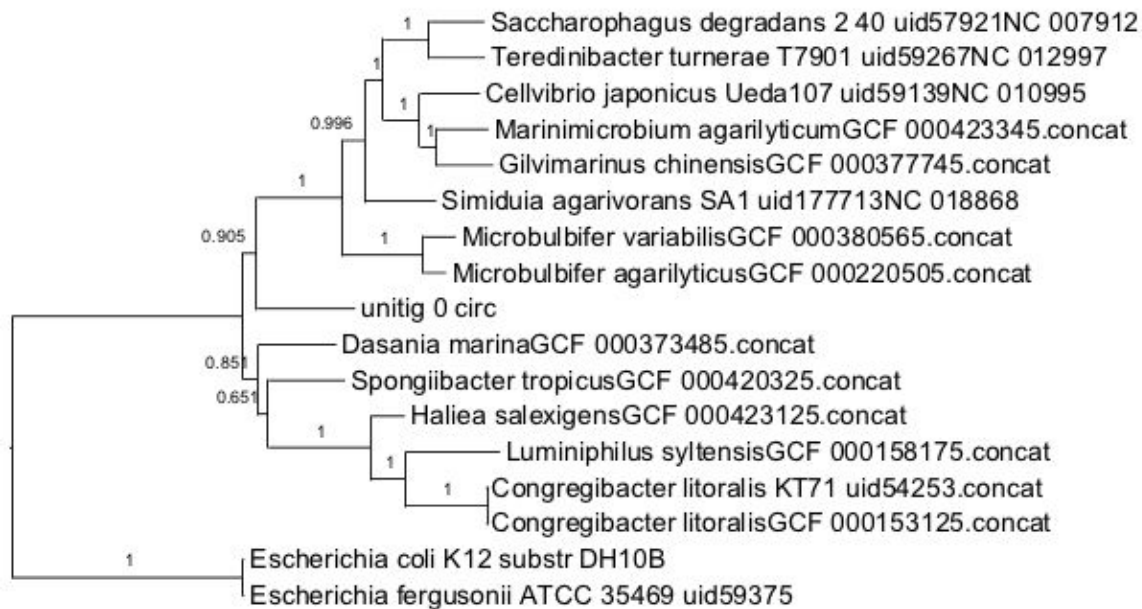 1
Saccharophagus degradans 2 40 uid57921NC 007912
Teredinibacter turnerae T7901 uid59267NC 012997
1
1
Cellvibrio japonicus Ueda107 uid59139NC 010995
0.996
1
Marinimicrobium agarilyticumGCF 000423345.concat
Gilvimarinus chinensisGCF 000377745.concat
1
Simiduia agarivorans SA1 uid177713NC 018868
0.905
1
Microbulbifer variabilisGCF 000380565.concat
Microbulbifer agarilyticusGCF 000220505.concat
unitig 0 circ
Dasania marinaGCF 000373485.concat
0.851
Spongiibacter tropicusGCF 000420325.concat
0.651
Haliea salexigensGCF 000423125.concat
1
Luminiphilus syltensisGCF 000158175.concat
1
1
Congregibacter litoralis KT71 uid54253.concat
Congregibacter litoralisGCF 000153125.concat
1
Escherichia coli K12 substr DH10B
Escherichia fergusonii ATCC 35469 uid59375